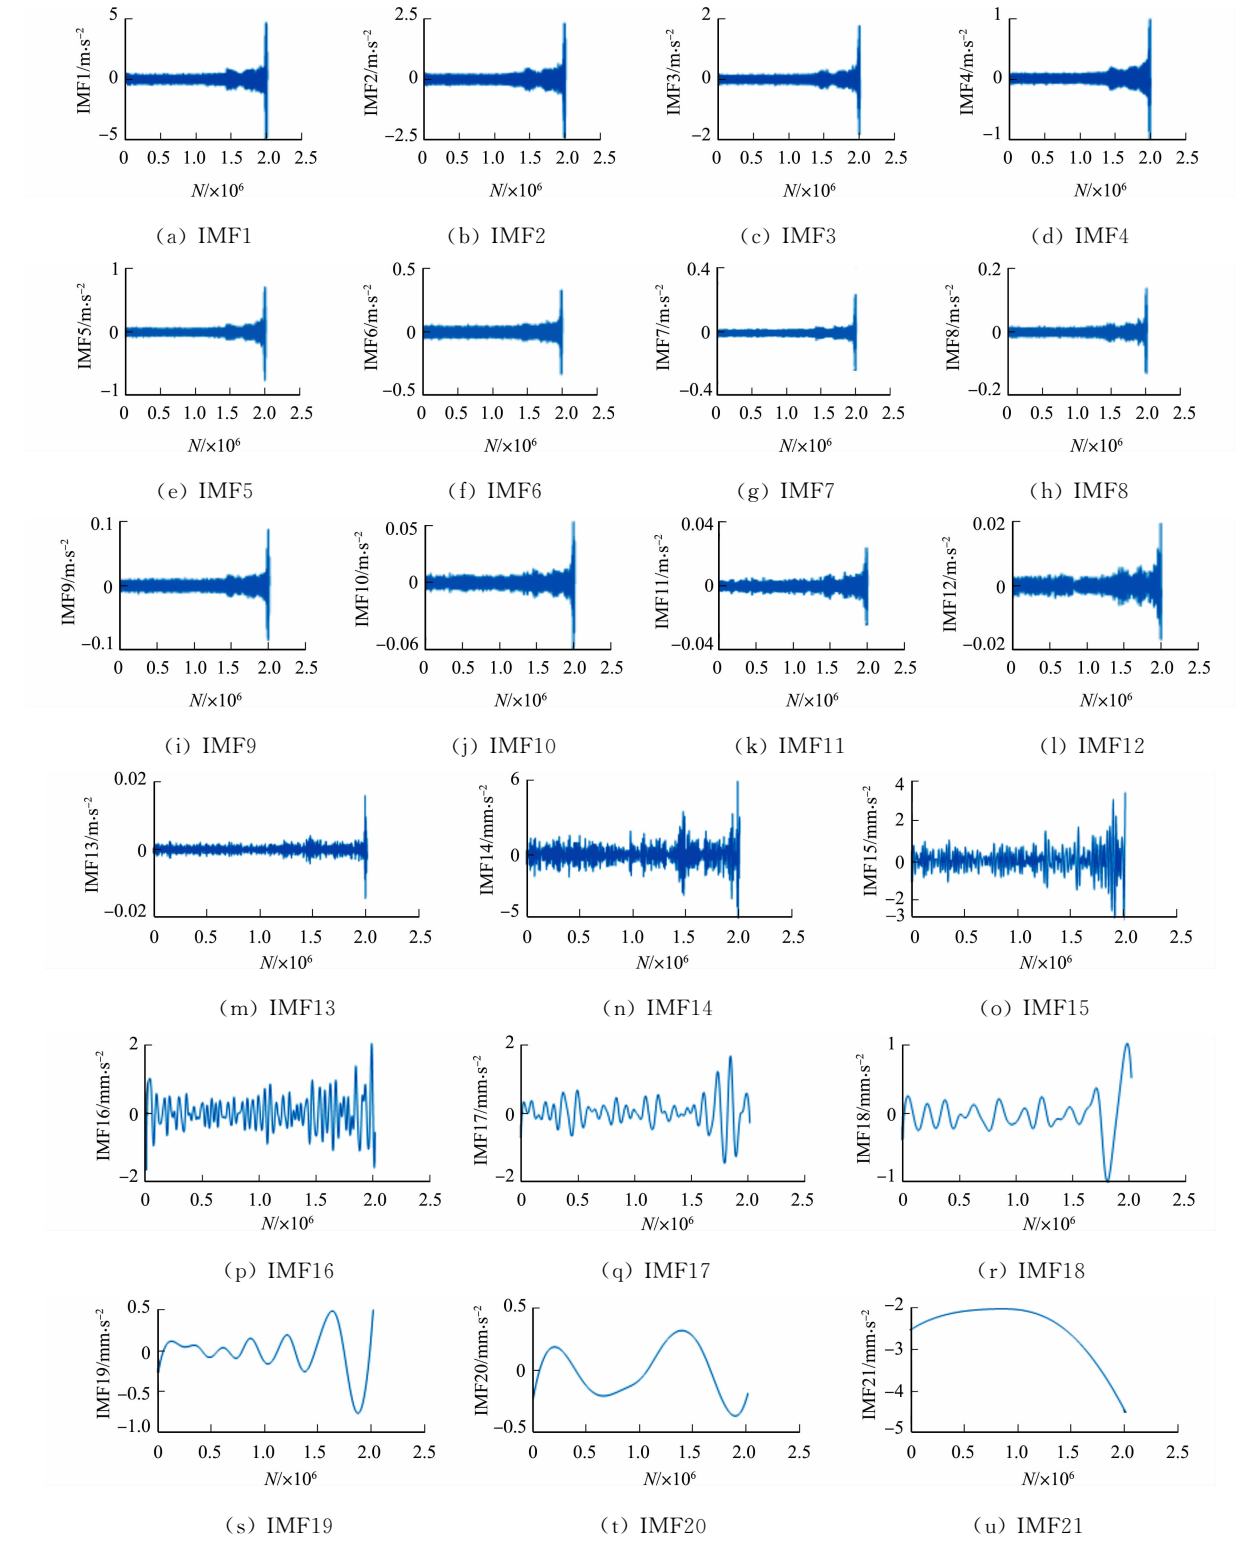 5 2.5 2 1
IMF1/m·s⁻² IMF2/m·s⁻² IMF3/m·s⁻² IMF4/m·s⁻²
0 0 0 0
−5 −2.5 −2 −1
0 0.5 1.0 1.5 2.0 2.5 0 0.5 1.0 1.5 2.0 2.5 0 0.5 1.0 1.5 2.0 2.5 0 0.5 1.0 1.5 2.0 2.5
N/×10⁶ N/×10⁶ N/×10⁶ N/×10⁶
(a) IMF1 (b) IMF2 (c) IMF3 (d) IMF4
1 0.5 0.4 0.2
IMF5/m·s⁻² IMF6/m·s⁻² IMF7/m·s⁻² IMF8/m·s⁻²
0 0 0 0
−1 −0.5 −0.4 −0.2
0 0.5 1.0 1.5 2.0 2.5 0 0.5 1.0 1.5 2.0 2.5 0 0.5 1.0 1.5 2.0 2.5 0 0.5 1.0 1.5 2.0 2.5
N/×10⁶ N/×10⁶ N/×10⁶ N/×10⁶
(e) IMF5 (f) IMF6 (g) IMF7 (h) IMF8
0.1 0.05 0.04 0.02
IMF9/m·s⁻² IMF10/m·s⁻² IMF11/m·s⁻² IMF12/m·s⁻²
0 0 0 0
−0.1 −0.06 −0.04 −0.02
0 0.5 1.0 1.5 2.0 2.5 0 0.5 1.0 1.5 2.0 2.5 0 0.5 1.0 1.5 2.0 2.5 0 0.5 1.0 1.5 2.0 2.5
N/×10⁶ N/×10⁶ N/×10⁶ N/×10⁶
(i) IMF9 (j) IMF10 (k) IMF11 (l) IMF12
0.02 6 4
2
IMF13/m·s⁻² IMF14/mm·s⁻² IMF15/mm·s⁻²
0 0 0
−2
−0.02 −5 −3
0 0.5 1.0 1.5 2.0 2.5 0 0.5 1.0 1.5 2.0 2.5 0 0.5 1.0 1.5 2.0 2.5
N/×10⁶ N/×10⁶ N/×10⁶
(m) IMF13 (n) IMF14 (o) IMF15
2 2 1
IMF16/mm·s⁻² IMF17/mm·s⁻² IMF18/mm·s⁻²
0 0 0
−2 −2 −1
0 0.5 1.0 1.5 2.0 2.5 0 0.5 1.0 1.5 2.0 2.5 0 0.5 1.0 1.5 2.0 2.5
N/×10⁶ N/×10⁶ N/×10⁶
(p) IMF16 (q) IMF17 (r) IMF18
0.5 0.5 −2
IMF19/mm·s⁻² IMF20/mm·s⁻² IMF21/mm·s⁻²
0 0 −3
−0.5 −4
−1.0 −0.5 −5
0 0.5 1.0 1.5 2.0 2.5 0 0.5 1.0 1.5 2.0 2.5 0 0.5 1.0 1.5 2.0 2.5
N/×10⁶ N/×10⁶ N/×10⁶
(s) IMF19 (t) IMF20 (u) IMF21